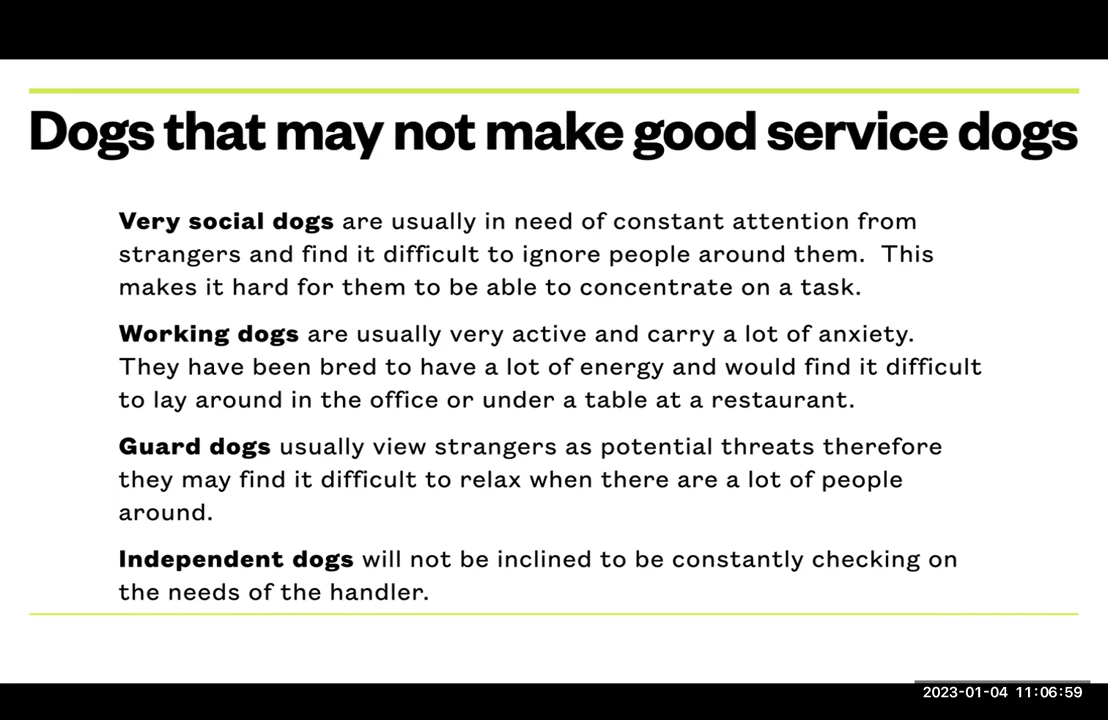 Dogs that may not make good service dogs
Very social dogs are usually in need of constant attention from
strangers and find it difficult to ignore people around them.  This
makes it hard for them to be able to concentrate on a task.
Working dogs are usually very active and carry a lot of anxiety.
They have been bred to have a lot of energy and would find it difficult
to lay around in the office or under a table at a restaurant.
Guard dogs usually view strangers as potential threats therefore
they may find it difficult to relax when there are a lot of people
around.
Independent dogs will not be inclined to be constantly checking on
the needs of the handler.
2023-01-04 11:06:59